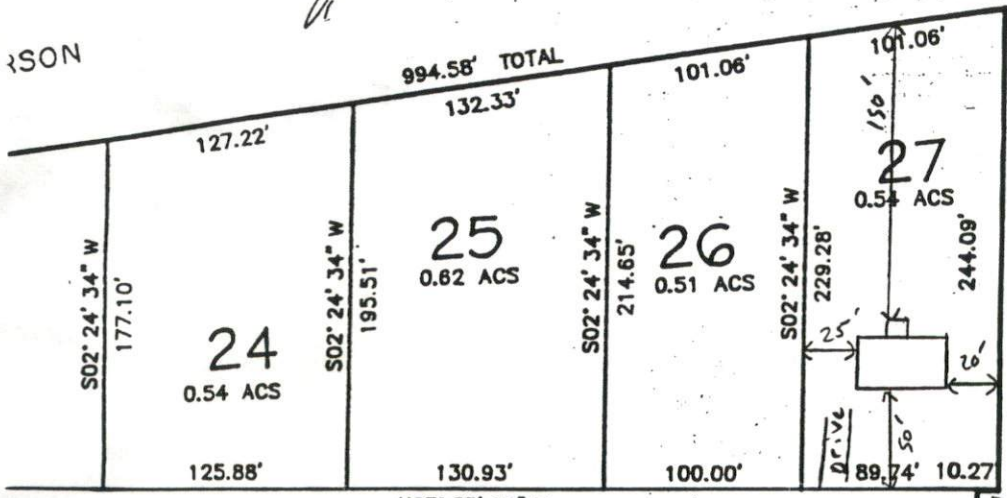 RSON
994.58' TOTAL
127.22'
132.33'
101.06'
101.06'
150'
S02° 24' 34" W
177.10'
24
0.54 ACS
S02° 24' 34" W
195.51'
25
0.62 ACS
S02° 24' 34" W
214.65'
26
0.51 ACS
S02° 24' 34" W
229.28'
27
0.54 ACS
244.09'
25'
20'
50'
Drive
125.88'
130.93'
100.00'
89.74'
10.27